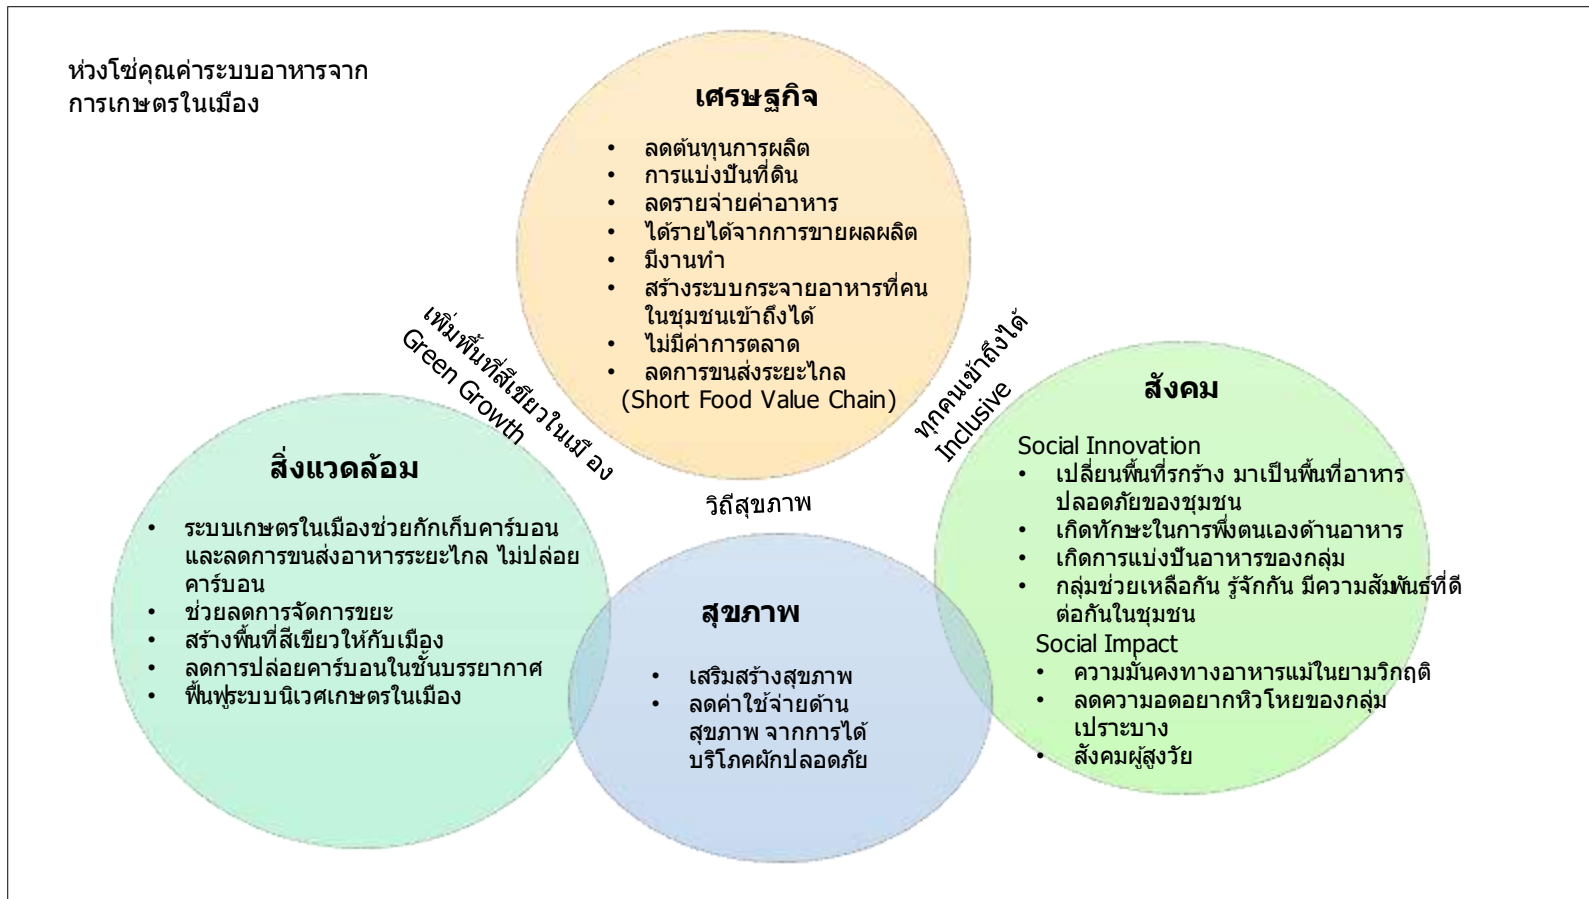 ห่วงโซ่คุณค่าระบบอาหารจาก
การเกษตรในเมือง
เศรษฐกิจ
• ลดต้นทุนการผลิต
• การแบ่งปันที่ดิน
• ลดรายจ่ายค่าอาหาร
• ได้รายได้จากการขายผลผลิต
• มีงานทำ
• สร้างระบบกระจายอาหารที่คน
ในชุมชนเข้าถึงได้
• ไม่มีค่าการตลาด
• ลดการขนส่งระยะไกล
(Short Food Value Chain)
เพิ่มพื้นที่สีเขียวในเมือง
Green Growth
ทุกคนเข้าถึงได้
Inclusive
วิถีสุขภาพ
สิ่งแวดล้อม
• ระบบเกษตรในเมืองช่วยกักเก็บคาร์บอน
และลดการขนส่งอาหารระยะไกล ไม่ปล่อย
คาร์บอน
• ช่วยลดการจัดการขยะ
• สร้างพื้นที่สีเขียวให้กับเมือง
• ลดการปล่อยคาร์บอนในชั้นบรรยากาศ
• ฟื้นฟูระบบนิเวศเกษตรในเมือง
สุขภาพ
• เสริมสร้างสุขภาพ
• ลดค่าใช้จ่ายด้าน
สุขภาพ จากการได้
บริโภคผักปลอดภัย
สังคม
Social Innovation
• เปลี่ยนพื้นที่รกร้าง มาเป็นพื้นที่อาหาร
ปลอดภัยของชุมชน
• เกิดทักษะในการพึ่งตนเองด้านอาหาร
• เกิดการแบ่งปันอาหารของกลุ่ม
• กลุ่มช่วยเหลือกัน รู้จักกัน มีความสัมพันธ์ที่ดี
ต่อกันในชุมชน
Social Impact
• ความมั่นคงทางอาหารแม้ในยามวิกฤติ
• ลดความอดอยากหิวโหยของกลุ่ม
เปราะบาง
• สังคมผู้สูงวัย